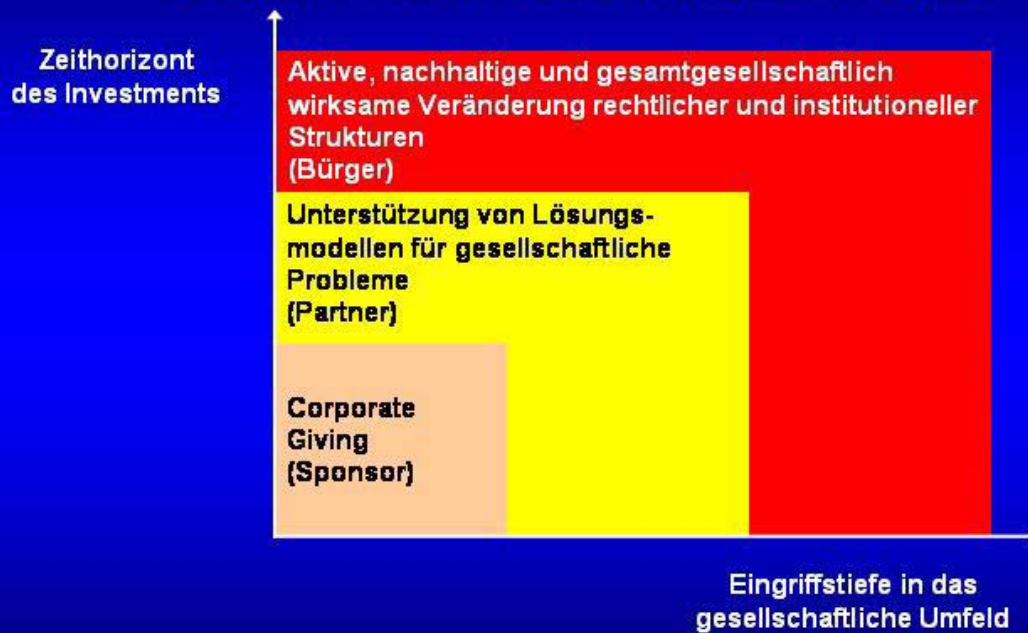 Zeithorizont
des Investments
Aktive, nachhaltige und gesamtgesellschaftlich
wirksame Veränderung rechtlicher und institutioneller
Strukturen
(Bürger)
Unterstützung von Lösungs-
modellen für gesellschaftliche
Probleme
(Partner)
Corporate
Giving
(Sponsor)
Eingriffstiefe in das
gesellschaftliche Umfeld